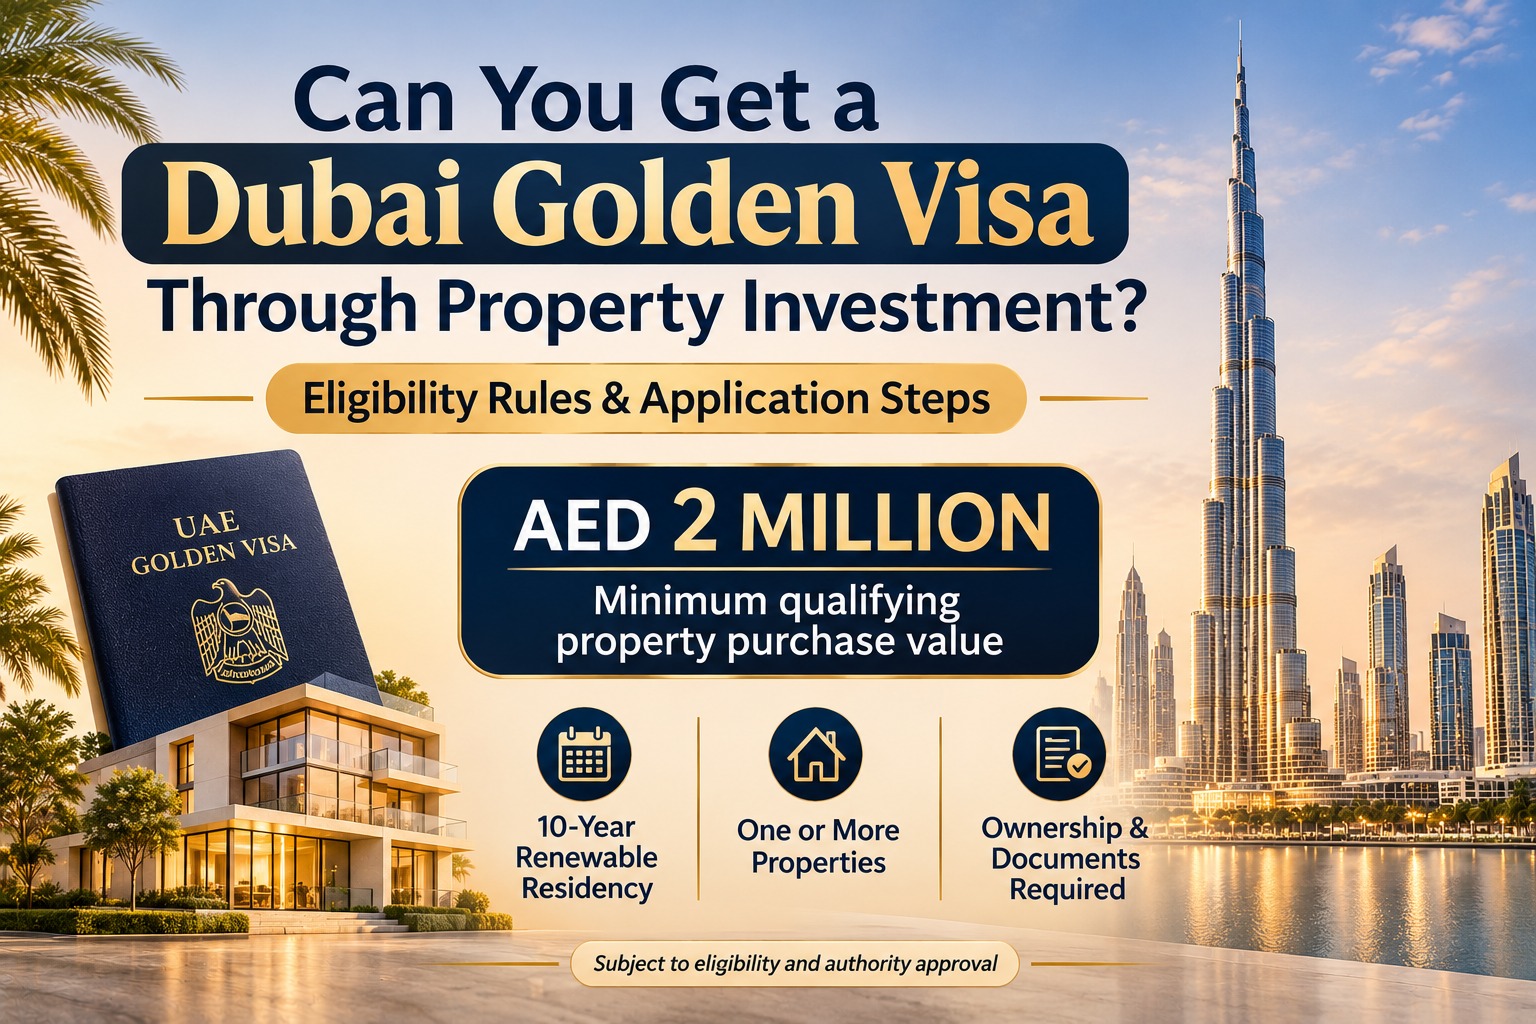 Can You Get a
Dubai Golden Visa
Through Property Investment?
Eligibility Rules & Application Steps
UAE
GOLDEN VISA
AED 2 MILLION
Minimum qualifying
property purchase value
10-Year
Renewable
Residency
One or More
Properties
Ownership &
Documents
Required
Subject to eligibility and authority approval